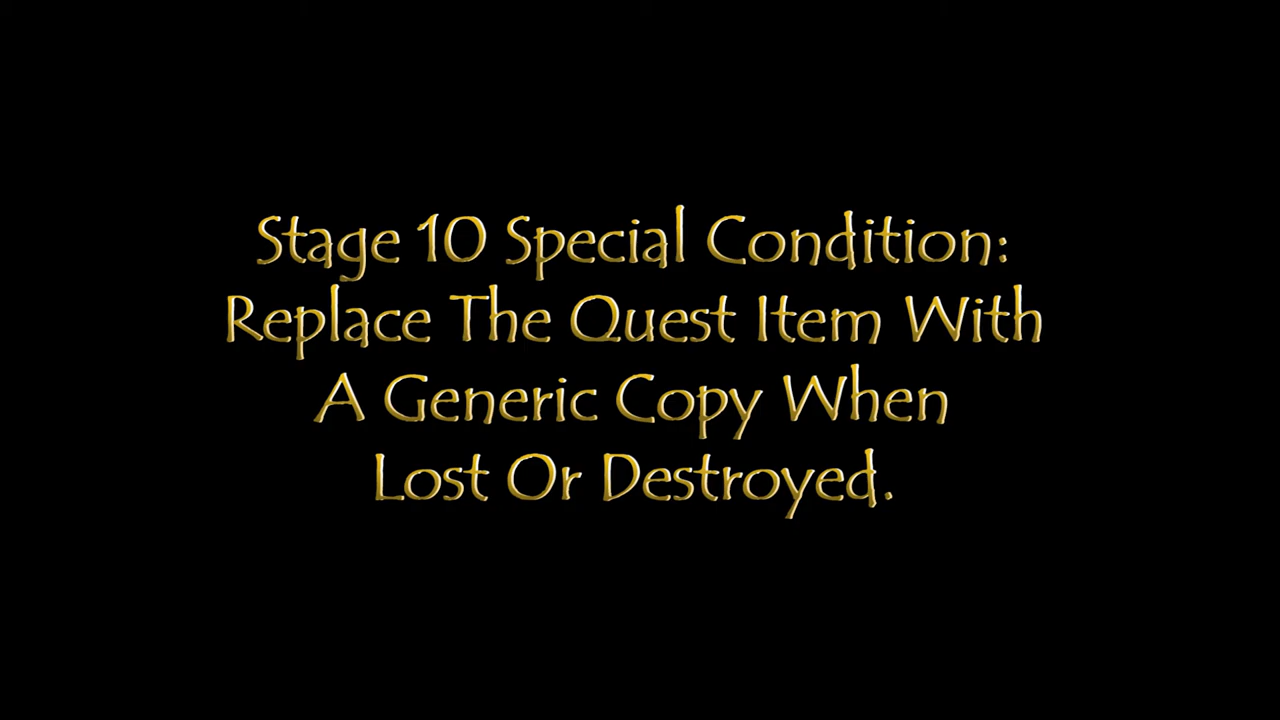 Stage 10 Special Condition:
Replace The Quest Item With
A Generic Copy When
Lost Or Destroyed.